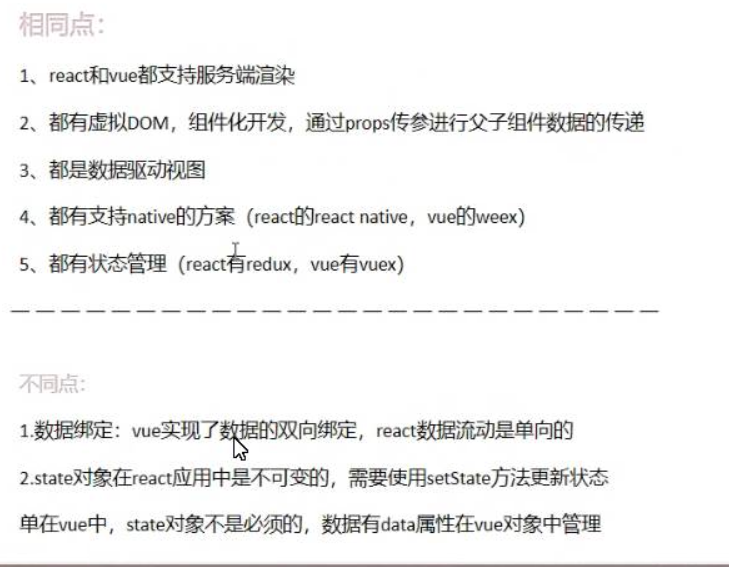 相同点：
1、react和vue都支持服务端渲染
2、都有虚拟DOM，组件化开发，通过props传参进行父子组件数据的传递
3、都是数据驱动视图
4、都有支持native的方案（react的react native，vue的weex）
5、都有状态管理（react有redux，vue有vuex）
不同点：
1.数据绑定：vue实现了数据的双向绑定，react数据流动是单向的
2.state对象在react应用中是不可变的，需要使用setState方法更新状态
单在vue中，state对象不是必须的，数据有data属性在vue对象中管理